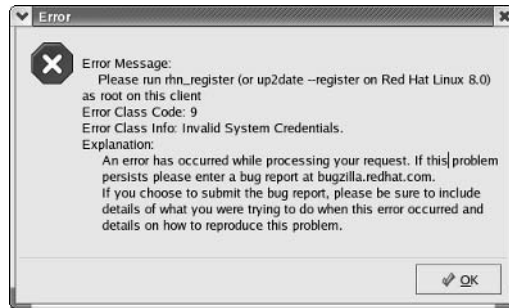 Error
Error Message:
Please run rhn_register (or up2date --register on Red Hat Linux 8.0)
as root on this client
Error Class Code: 9
Error Class Info: Invalid System Credentials.
Explanation:
An error has occurred while processing your request. If this problem
persists please enter a bug report at bugzilla.redhat.com.
If you choose to submit the bug report, please be sure to include
details of what you were trying to do when this error occurred and
details on how to reproduce this problem.
OK